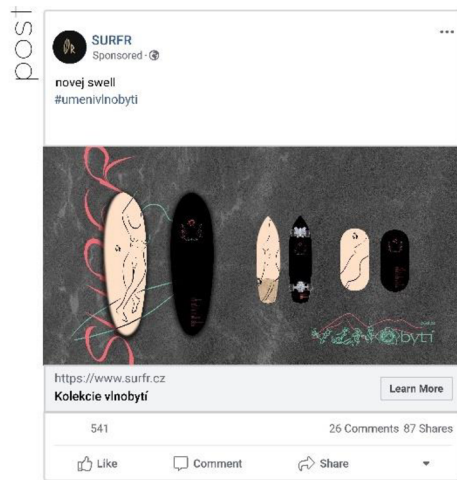 post
SURFR
Sponsored ·
novej swell
#umenivlnobyti
bytí
https://www.surfr.cz
Kolekcie vlnobytí
Learn More
541
26 Comments 87 Shares
Like
Comment
Share